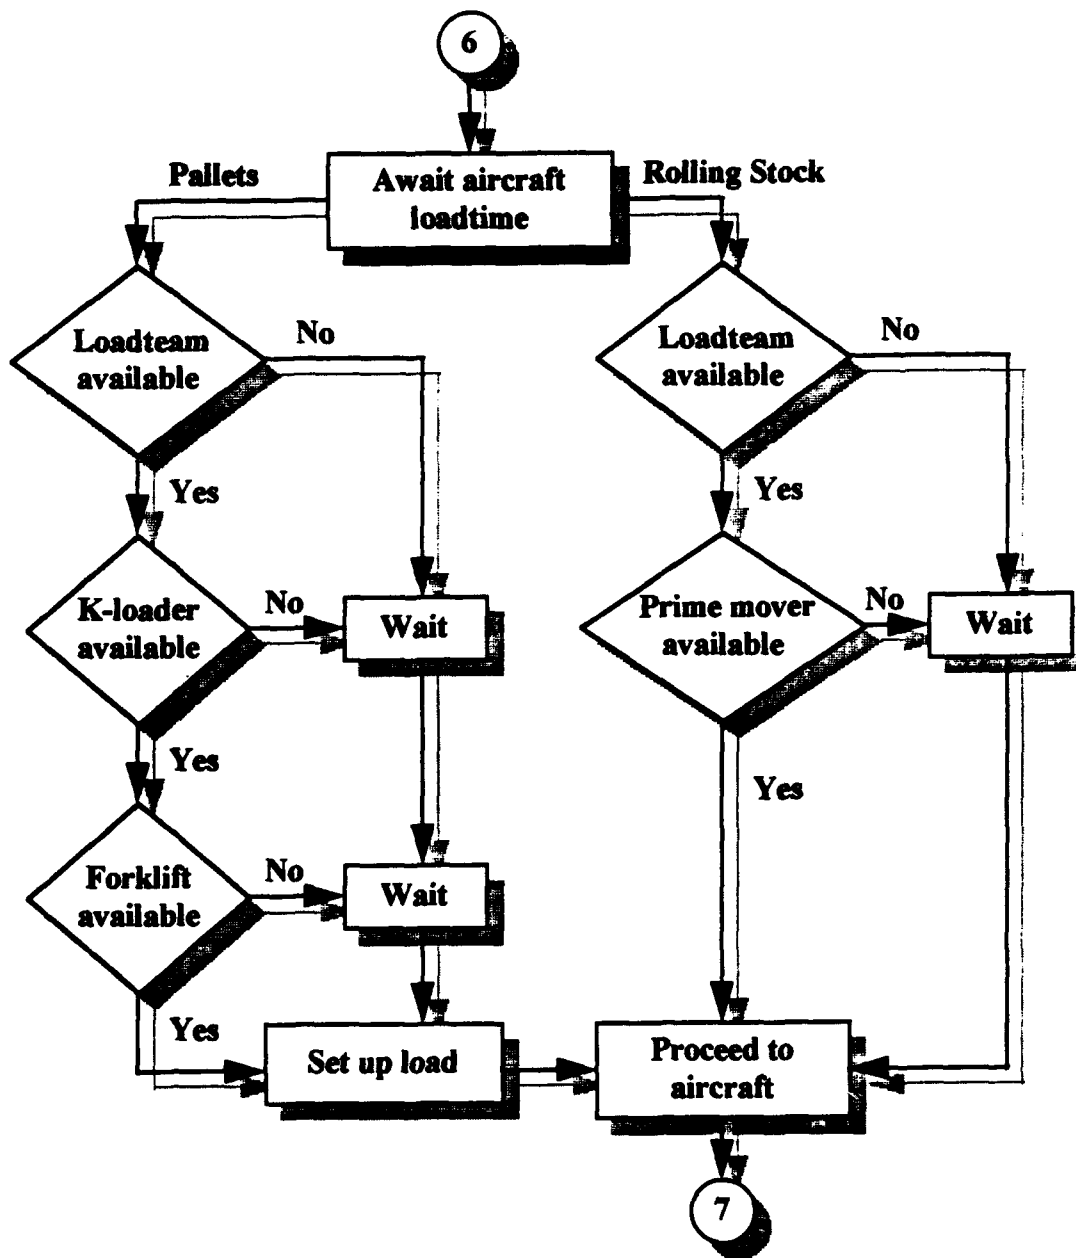 6
Await aircraft
loadtime
Pallets
Rolling Stock
Loadteam
available
No
Yes
Loadteam
available
No
Yes
K-loader
available
No
Wait
Yes
Prime mover
available
No
Wait
Yes
Forklift
available
No
Wait
Yes
Set up load
Proceed to
aircraft
7